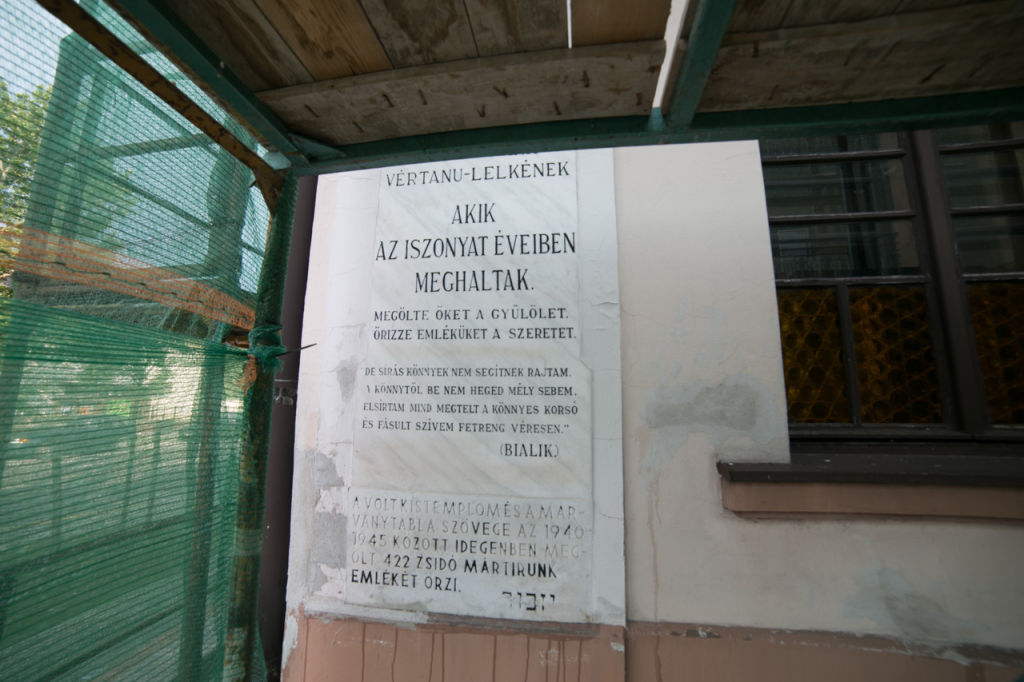 VÉRTANU-LELKÉNEK
AKIK
AZ ISZONYAT ÉVEIBEN
MEGHALTAK.
MEGÖLTE ŐKET A GYŰLÖLET.
ŐRIZZE EMLÉKÜKET A SZERETET.
"DE SIRÁS KÖNNYEK NEM SEGÍTNEK RAJTAM.
A KÖNNYTŐL BE NEM HEGED MÉLY SEBEM.
ELSÍRTAM MIND MEGTELT A KÖNNYES KORSÓ
ÉS FÁSULT SZÍVEM FETRENG VÉRESEN."
(BIALIK)
A VOLT KISTEMPLOM ÉS A MÁR-
VÁNYTÁBLA SZÖVEGE AZ 1940-
1945 KÖZÖTT IDEGENBEN MEG-
ÖLT 422 ZSIDÓ MÁRTIRUNK
EMLÉKÉT ŐRZI.
יזכור